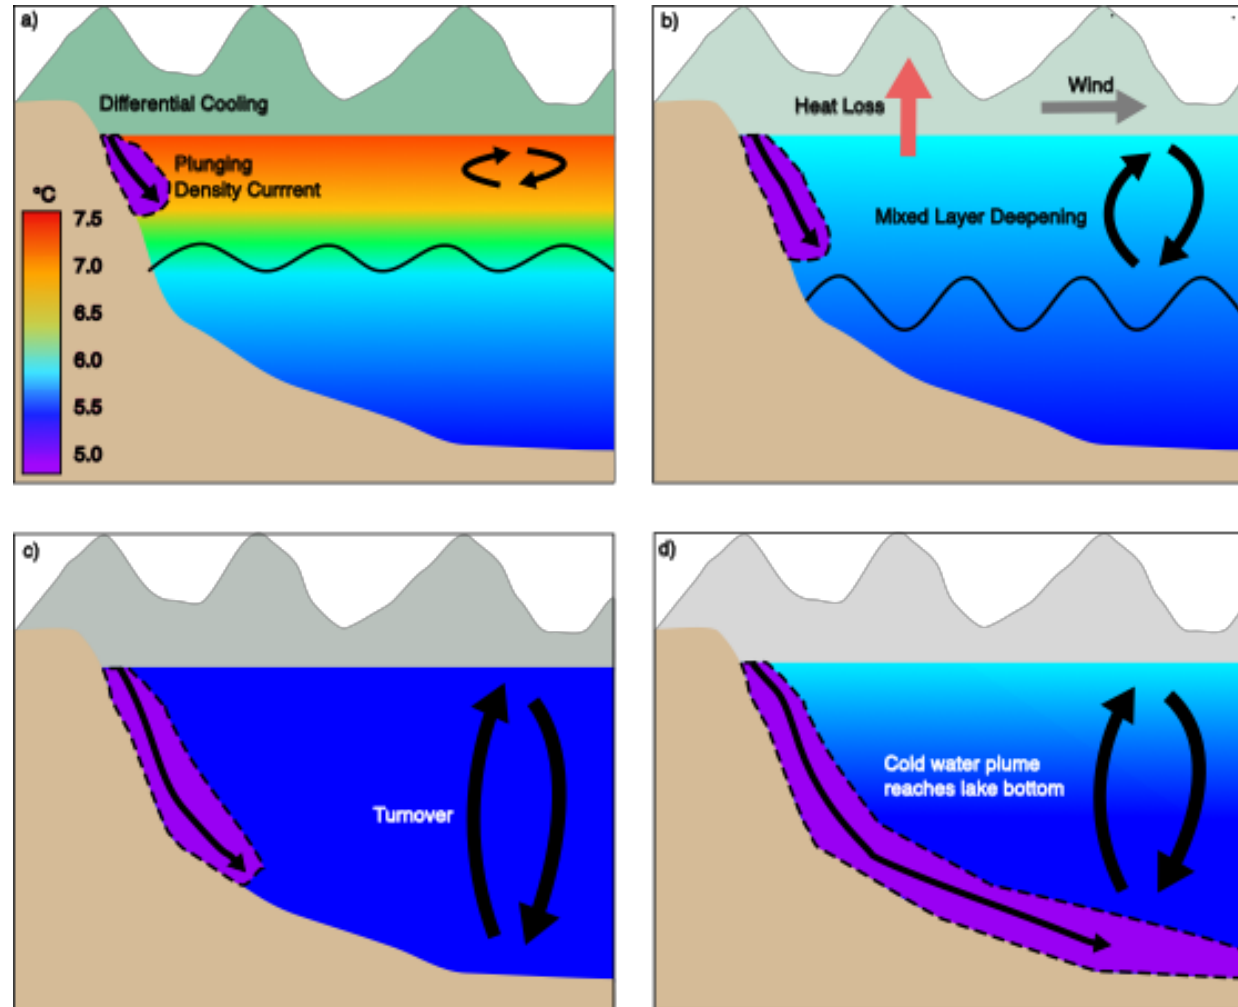 a)
Differential Cooling
Plunging
Density Currrent
°C
7.5
7.0
6.5
6.0
5.5
5.0
b)
Heat Loss
Wind
Mixed Layer Deepening
c)
Turnover
d)
Cold water plume
reaches lake bottom